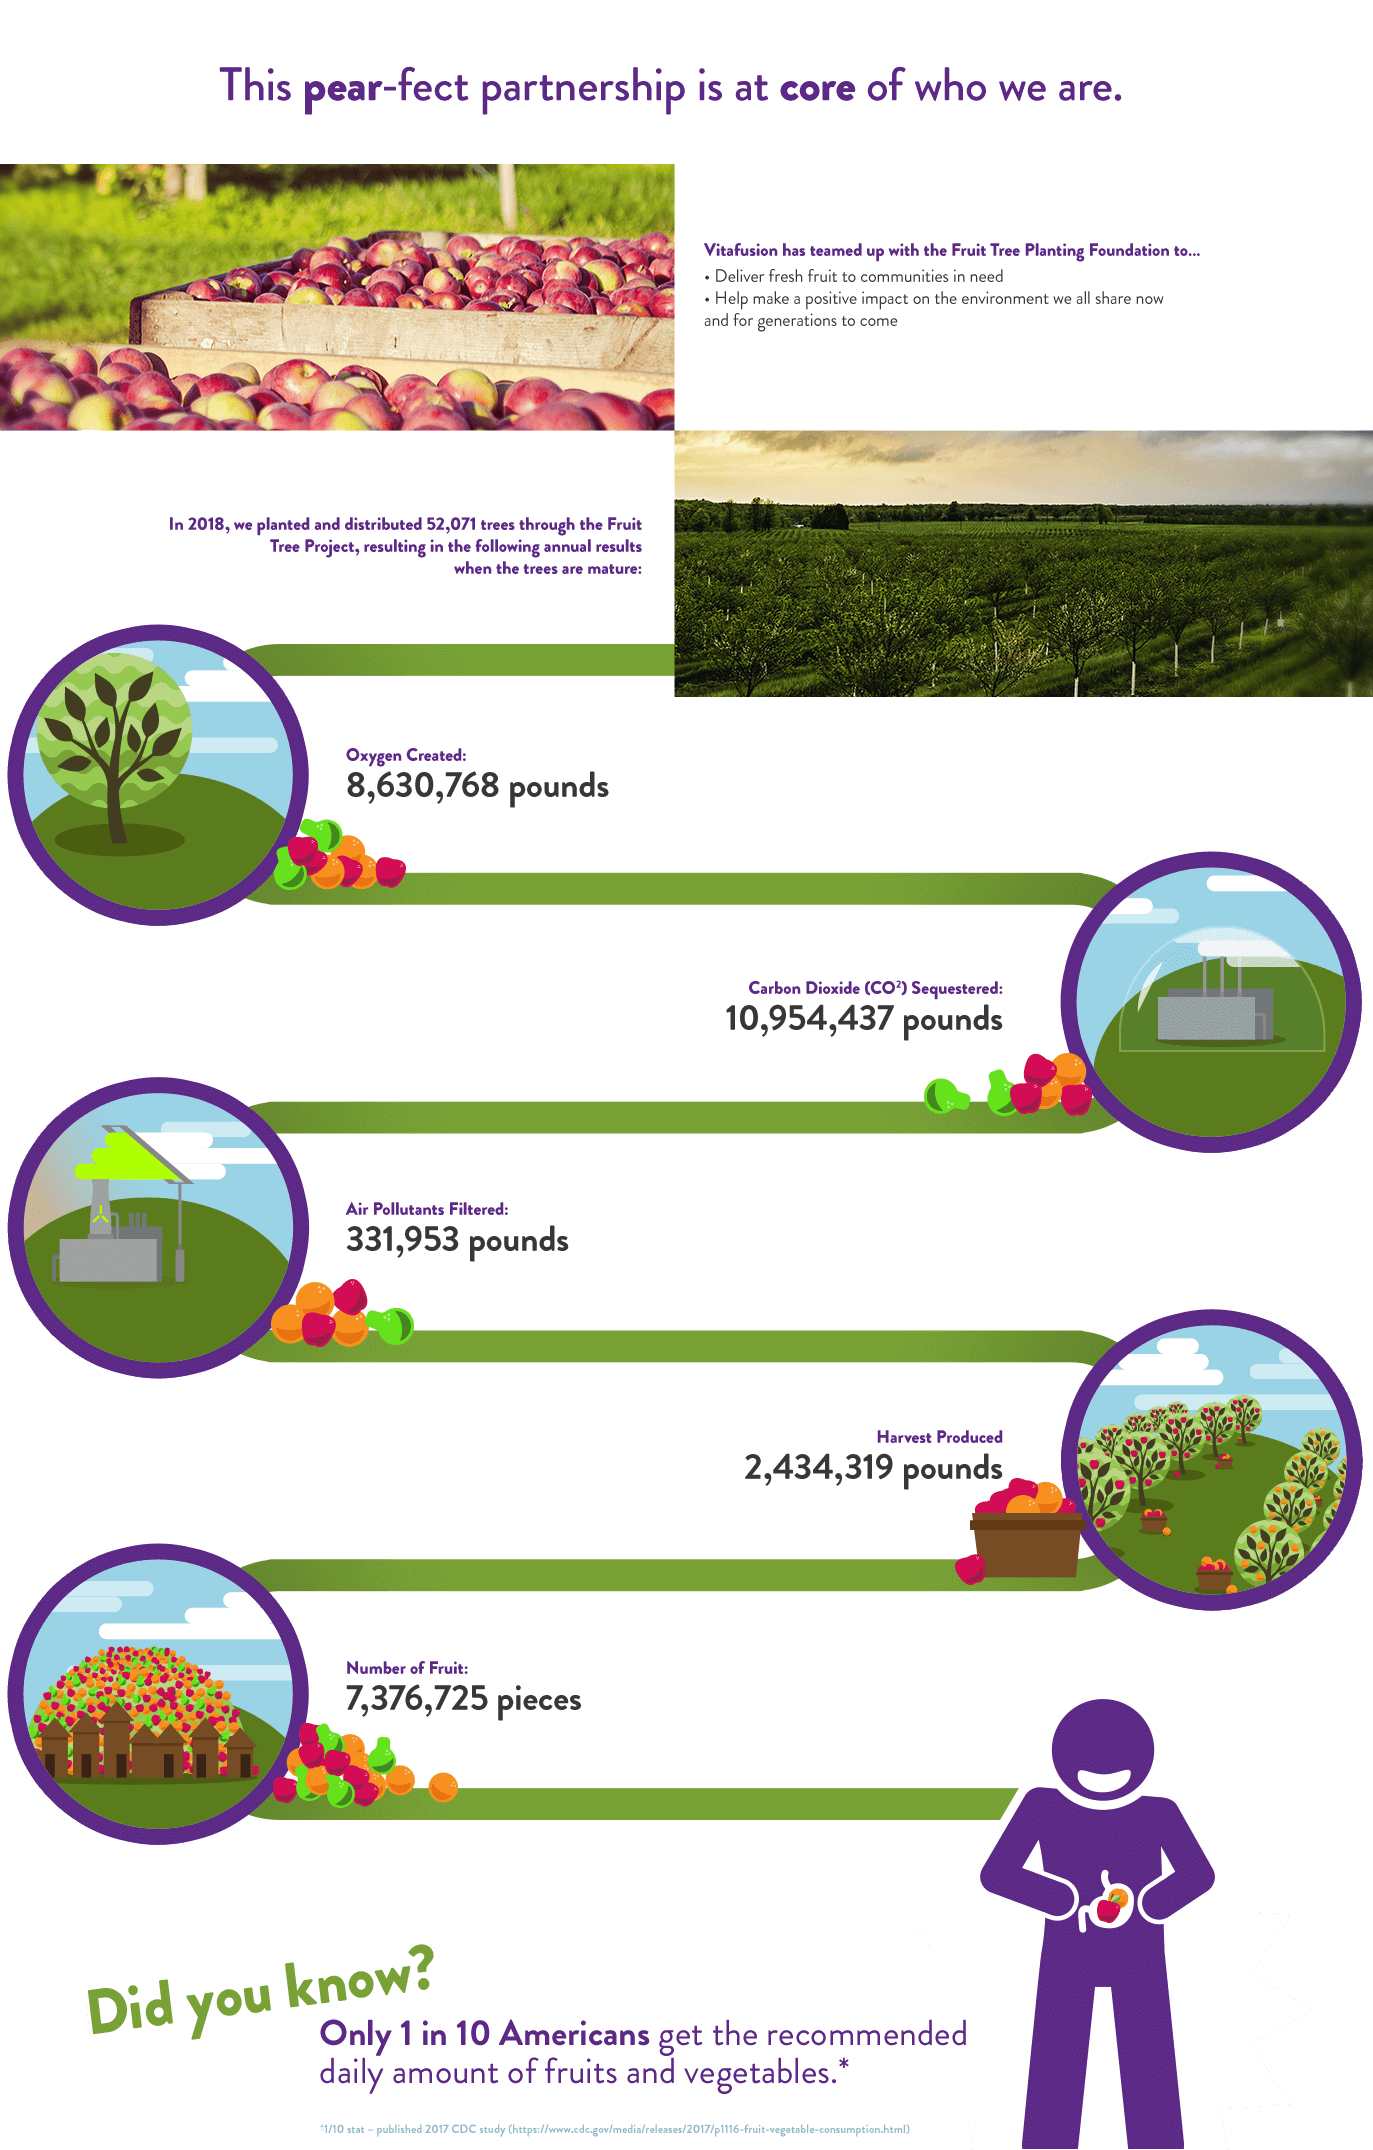 This pear-fect partnership is at core of who we are.
Vitafusion has teamed up with the Fruit Tree Planting Foundation to...
• Deliver fresh fruit to communities in need
• Help make a positive impact on the environment we all share now
and for generations to come
In 2018, we planted and distributed 52,071 trees through the Fruit
Tree Project, resulting in the following annual results
when the trees are mature:
Oxygen Created:
8,630,768 pounds
Carbon Dioxide (CO²) Sequestered:
10,954,437 pounds
Air Pollutants Filtered:
331,953 pounds
Harvest Produced
2,434,319 pounds
Number of Fruit:
7,376,725 pieces
Did you know?
Only 1 in 10 Americans get the recommended
daily amount of fruits and vegetables.*
*1/10 stat – published 2017 CDC study (https://www.cdc.gov/media/releases/2017/p1116-fruit-vegetable-consumption.html)